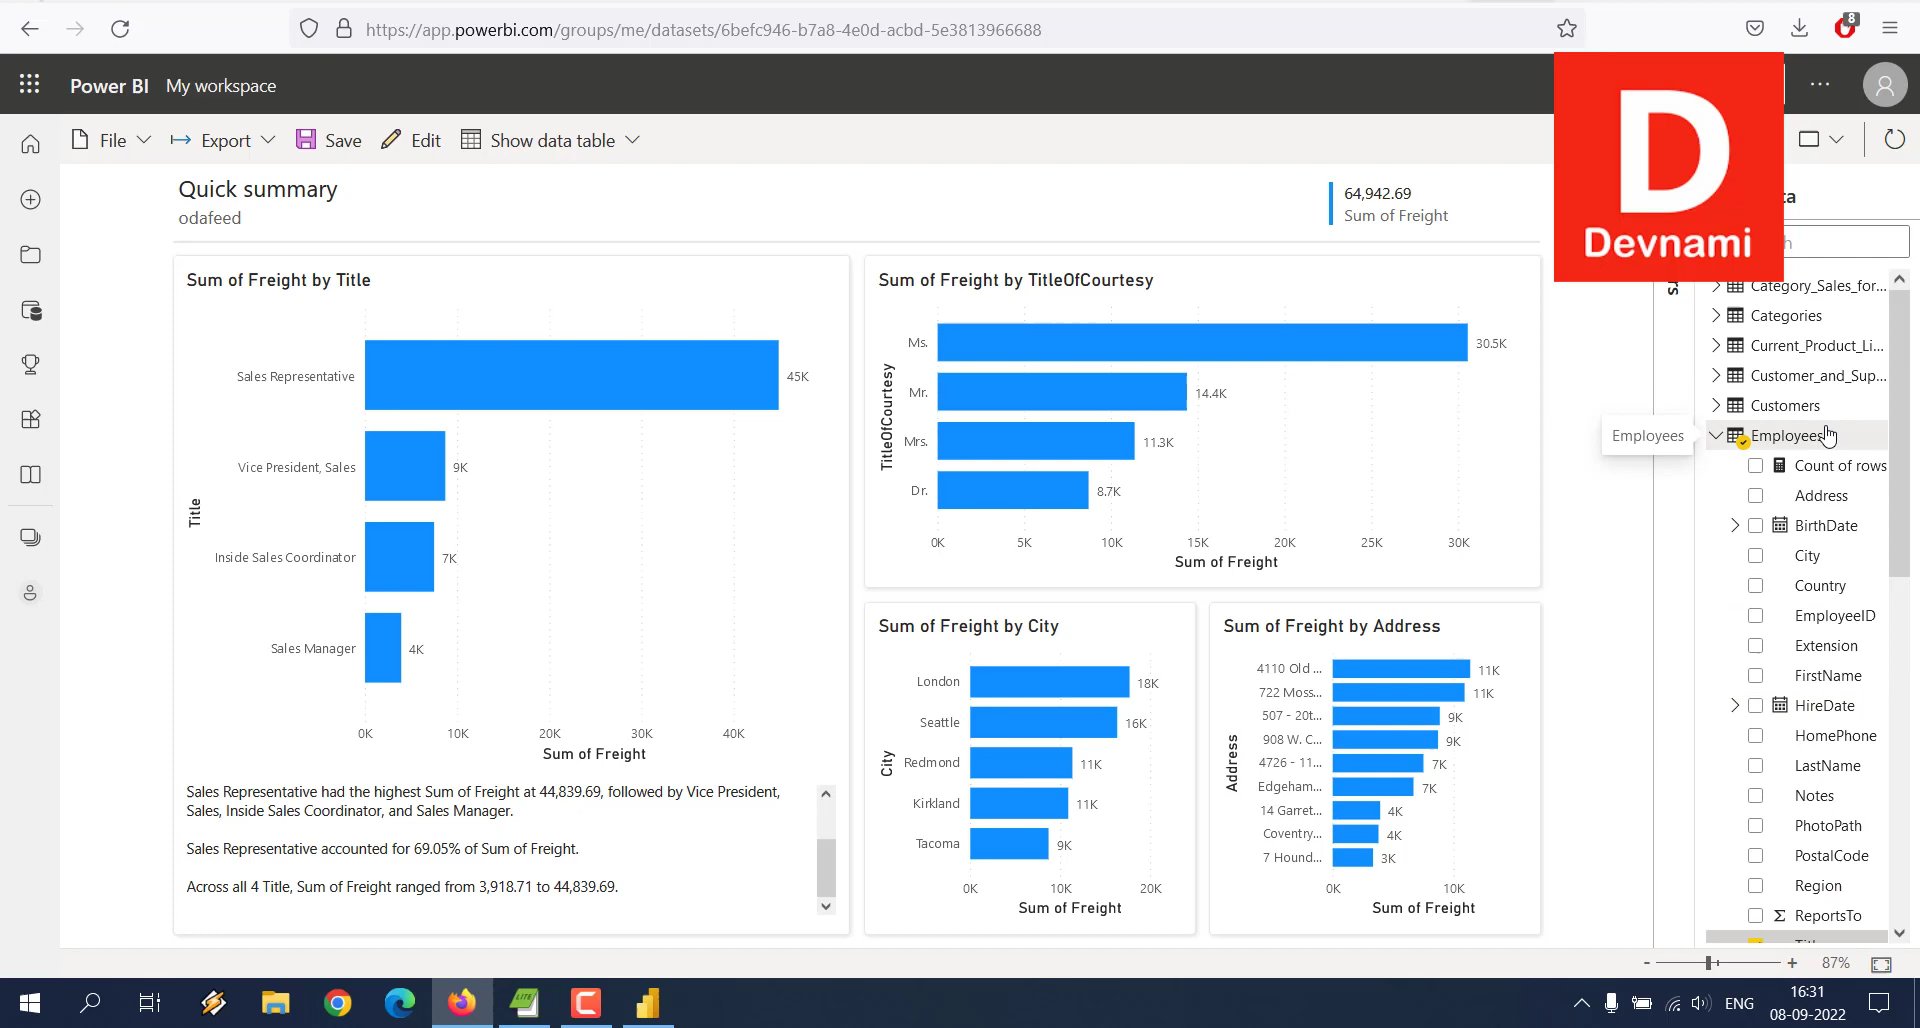 https://app.powerbi.com/groups/me/datasets/6befc946-b7a8-4e0d-acbd-5e3813966688
8
Power BI My workspace
D
Devnami
File Export Save Edit Show data table
Quick summary
odafeed
64,942.69
Sum of Freight
Sum of Freight by Title
Title
Sales Representative 45K
Vice President, Sales 9K
Inside Sales Coordinator 7K
Sales Manager 4K
0K 10K 20K 30K 40K
Sum of Freight
Sales Representative had the highest Sum of Freight at 44,839.69, followed by Vice President,
Sales, Inside Sales Coordinator, and Sales Manager.
Sales Representative accounted for 69.05% of Sum of Freight.
Across all 4 Title, Sum of Freight ranged from 3,918.71 to 44,839.69.
Sum of Freight by TitleOfCourtesy
TitleOfCourtesy
Ms. 30.5K
Mr. 14.4K
Mrs. 11.3K
Dr. 8.7K
0K 5K 10K 15K 20K 25K 30K
Sum of Freight
Sum of Freight by City
City
London 18K
Seattle 16K
Redmond 11K
Kirkland 11K
Tacoma 9K
0K 10K 20K
Sum of Freight
Sum of Freight by Address
Address
4110 Old ... 11K
722 Moss... 11K
507 - 20t... 9K
908 W. C... 9K
4726 - 11... 7K
Edgeham... 7K
14 Garret... 4K
Coventry... 4K
7 Hound... 3K
0K 10K
Sum of Freight
Category_Sales_for...
Categories
Current_Product_Li...
Customer_and_Sup...
Customers
Employees
Employees
Count of rows
Address
BirthDate
City
Country
EmployeeID
Extension
FirstName
HireDate
HomePhone
LastName
Notes
PhotoPath
PostalCode
Region
ReportsTo
- + 87%
LITE
ENG
16:31
08-09-2022